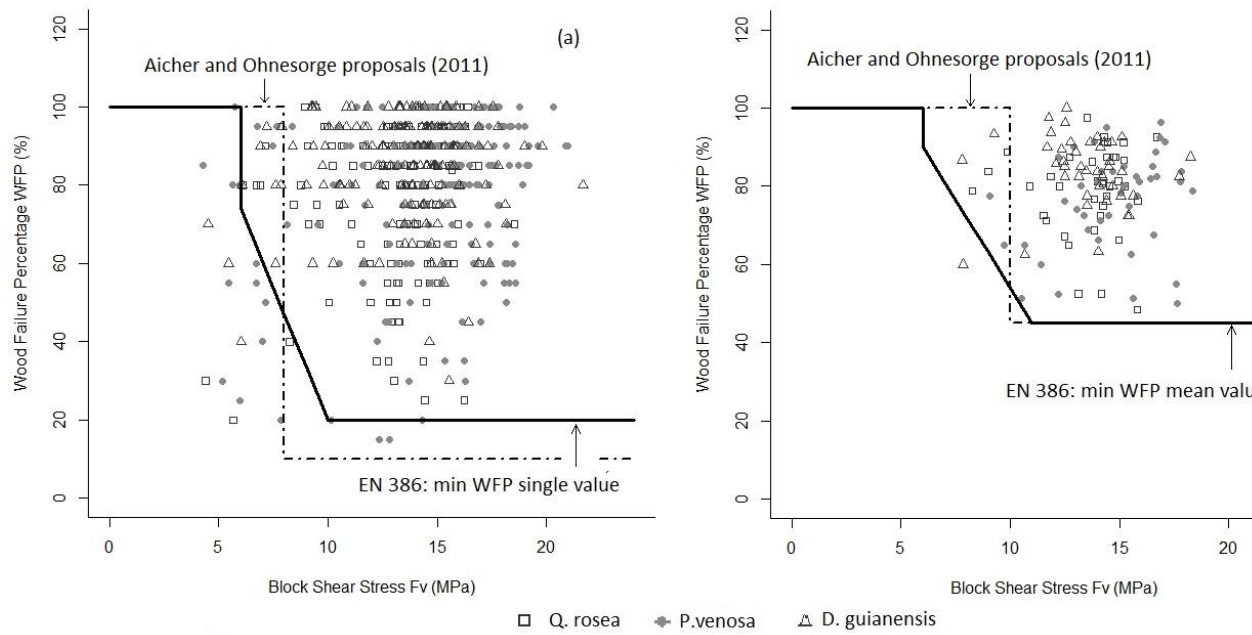 Wood Failure Percentage WFP (%)
120
100
80
60
40
20
0
(a)
Aicher and Ohnesorge proposals (2011)
EN 386: min WFP single value
0 5 10 15 20
Block Shear Stress Fv (MPa)
Wood Failure Percentage WFP (%)
120
100
80
60
40
20
0
Aicher and Ohnesorge proposals (2011)
EN 386: min WFP mean valu
0 5 10 15 20
Block Shear Stress Fv (MPa)
Q. rosea P.venosa D. guianensis